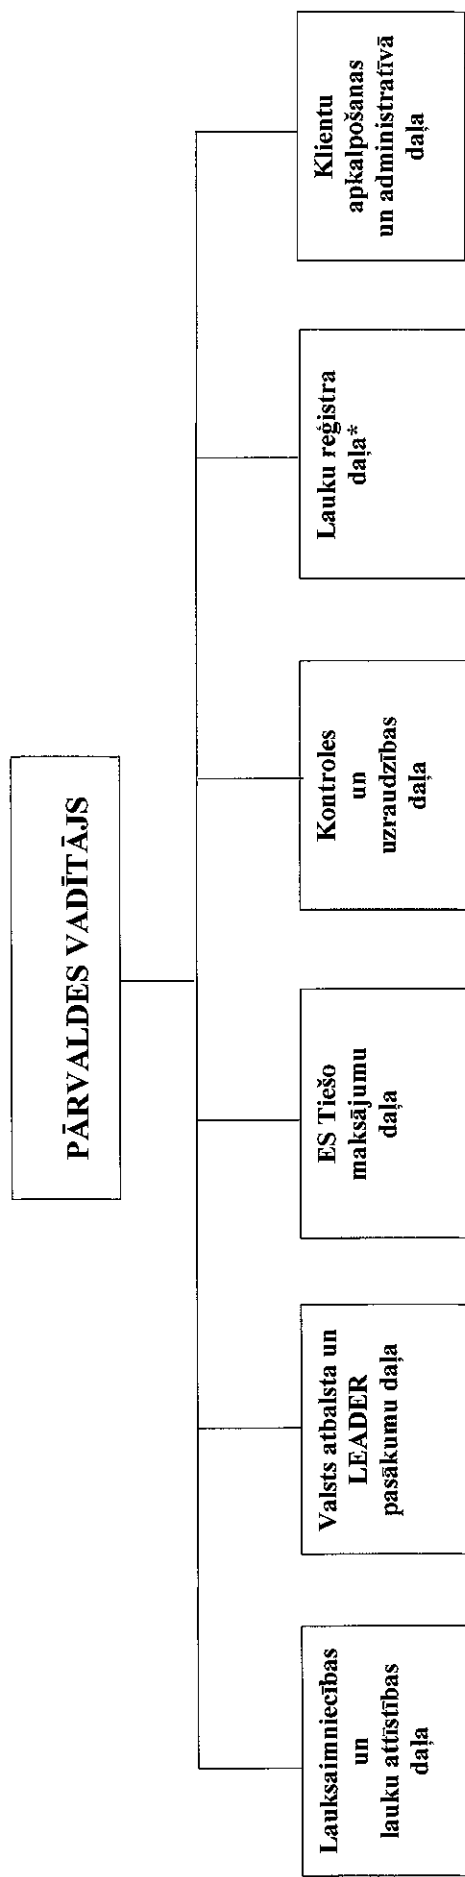 PĀRVALDES VADĪTĀJS
Lauksaimniecības
un
lauku attīstības
daļa
Valsts atbalsta un
LEADER
pasākumu daļa
ES Tiešo
maksājumu
daļa
Kontroles
un
uzraudzības
daļa
Lauku reģistra
daļa*
Klientu
apkalpošanas
un administratīvā
daļa